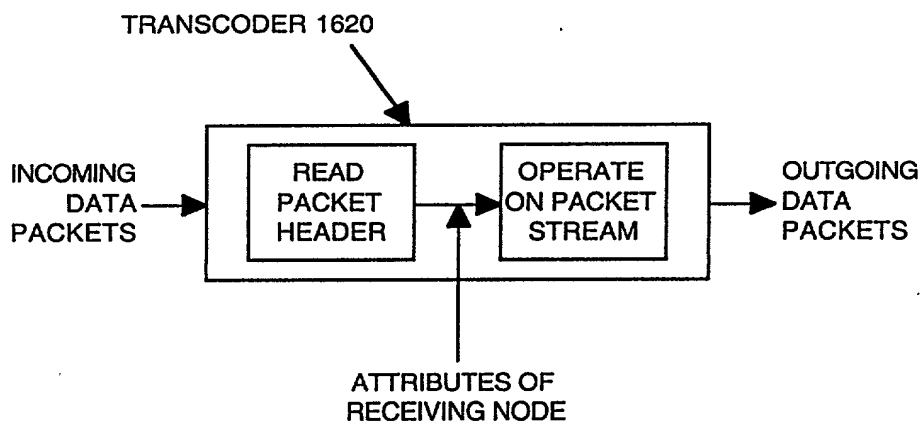 TRANSCODER 1620
INCOMING
DATA
PACKETS
READ
PACKET
HEADER
OPERATE
ON PACKET
STREAM
OUTGOING
DATA
PACKETS
ATTRIBUTES OF
RECEIVING NODE